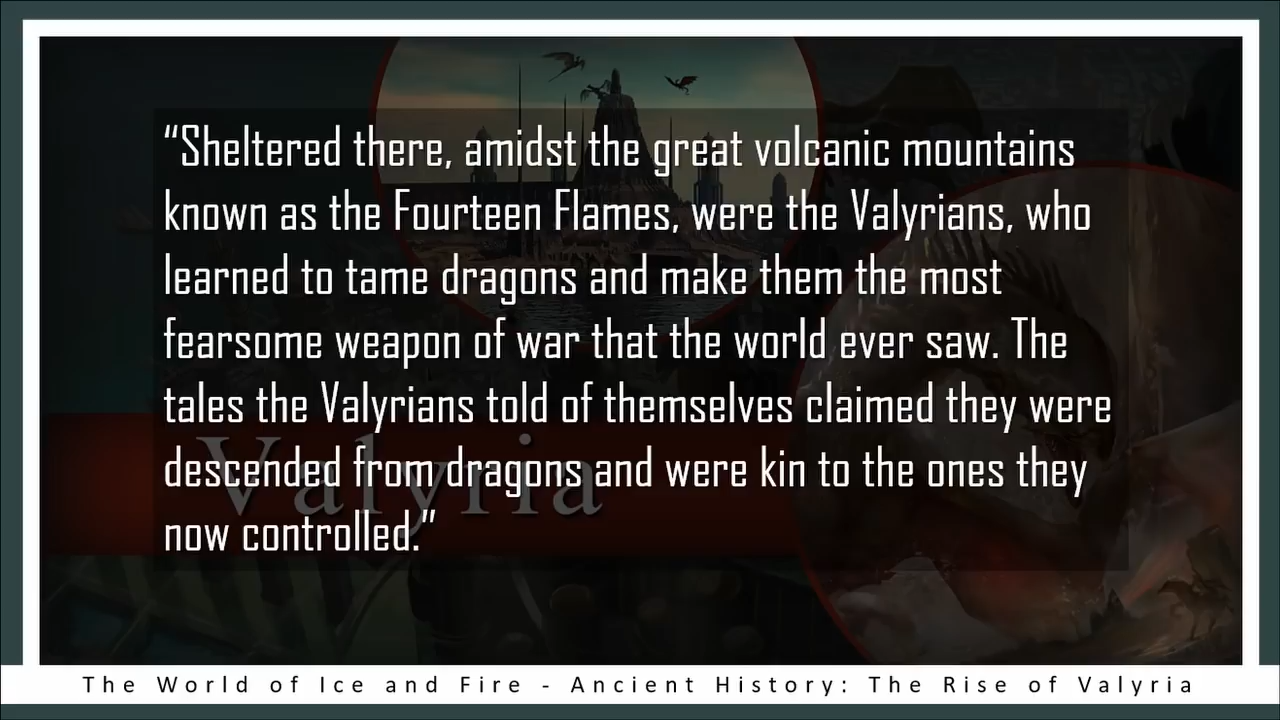 “Sheltered there, amidst the great volcanic mountains
known as the Fourteen Flames, were the Valyrians, who
learned to tame dragons and make them the most
fearsome weapon of war that the world ever saw. The
tales the Valyrians told of themselves claimed they were
descended from dragons and were kin to the ones they
now controlled.”
Valyria
The World of Ice and Fire - Ancient History: The Rise of Valyria